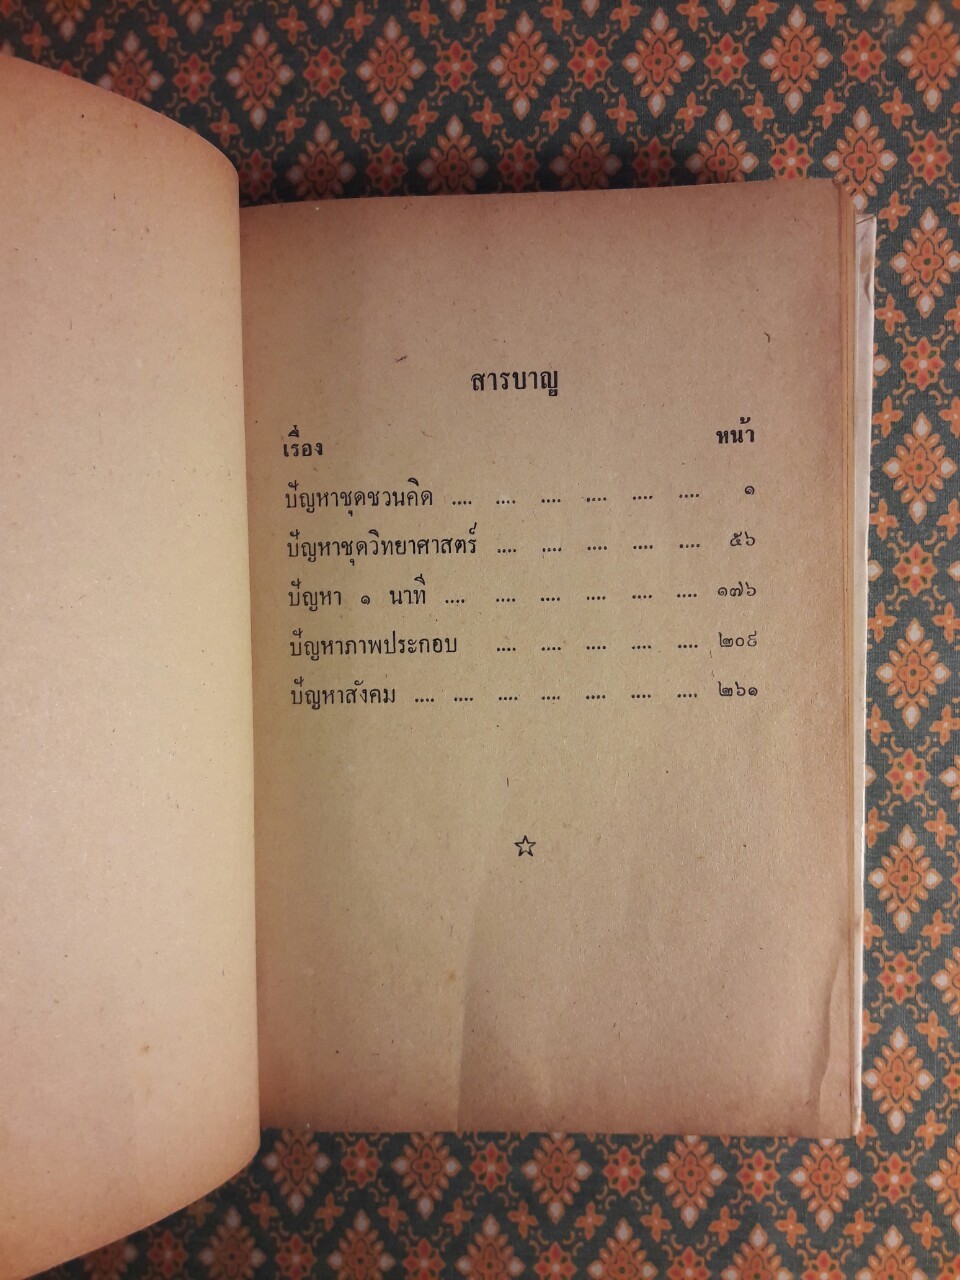 สารบาญ
เรื่อง หน้า
ปัญหาชุดชวนคิด .... .... .... .... .... .... ๑
ปัญหาชุดวิทยาศาสตร์ .... .... .... .... .... ๕๖
ปัญหา ๑ นาที .... .... .... .... .... .... ๑๗๖
ปัญหาภาพประกอบ .... .... .... .... .... ๒๐๙
ปัญหาสังคม .... .... .... .... .... .... .... ๒๖๑